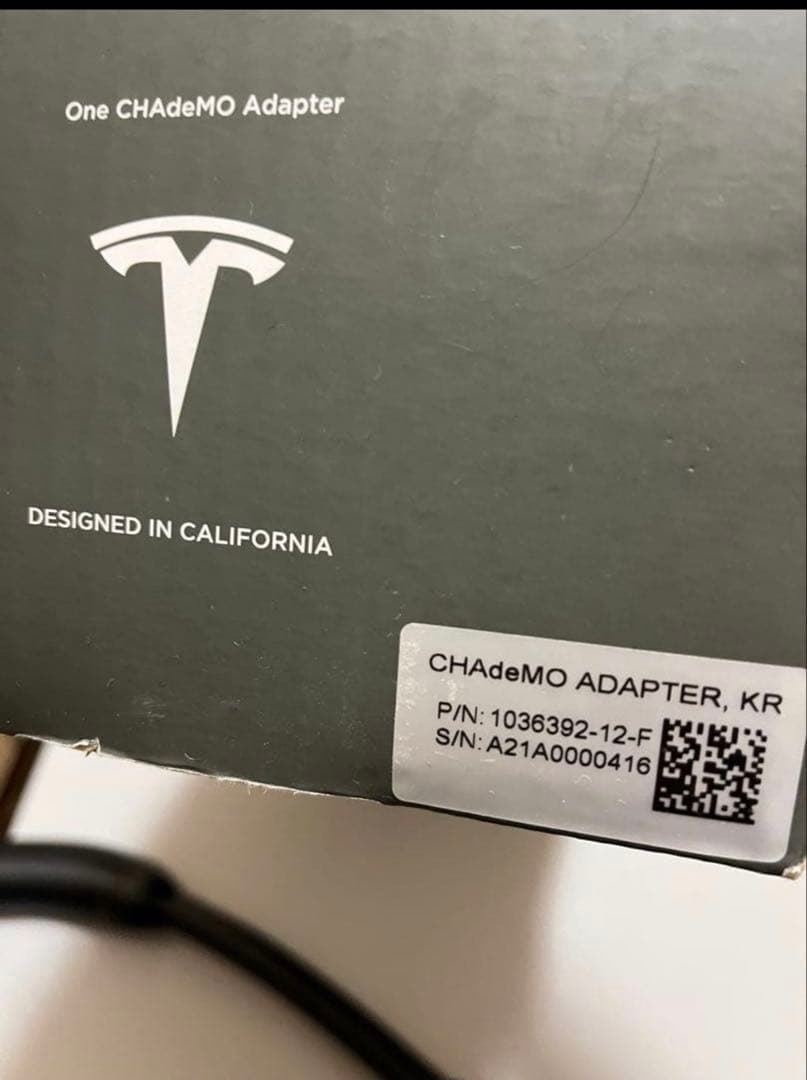 One CHAdeMO Adapter
DESIGNED IN CALIFORNIA
CHAdeMO ADAPTER, KR
P/N: 1036392-12-F
S/N: A21A0000416